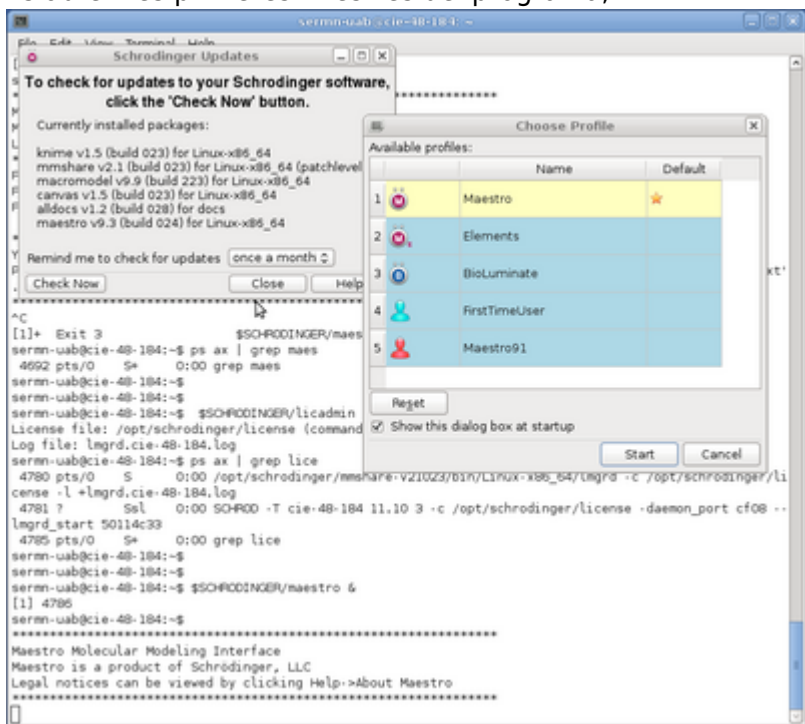 sermn-uab@cie-48-184: ~
File Edit View Terminal Help
Schrodinger Updates
To check for updates to your Schrodinger software,
click the 'Check Now' button.
Currently installed packages:
knime v1.5 (build 023) for Linux-x86_64
mmshare v2.1 (build 023) for Linux-x86_64 (patchlevel
macromodel v9.9 (build 223) for Linux-x86_64
canvas v1.5 (build 023) for Linux-x86_64
alldocs v1.2 (build 028) for docs
maestro v9.3 (build 024) for Linux-x86_64
Remind me to check for updates once a month
Check Now Close Help
Choose Profile
Available profiles:
Name Default
1 Maestro
2 Elements
3 BioLuminate
4 FirstTimeUser
5 Maestro91
Reset
Show this dialog box at startup
Start Cancel
xt'
^C
[1]+ Exit 3 $SCHRODINGER/maes
sermn-uab@cie-48-184:~$ ps ax | grep maes
4692 pts/0 S+ 0:00 grep maes
sermn-uab@cie-48-184:~$
sermn-uab@cie-48-184:~$
sermn-uab@cie-48-184:~$ $SCHRODINGER/licadmin
License file: /opt/schrodinger/license (command
Log file: lmgrd.cie-48-184.log
sermn-uab@cie-48-184:~$ ps ax | grep lice
4780 pts/0 S 0:00 /opt/schrodinger/mmshare-v21023/bin/Linux-x86_64/lmgrd -c /opt/schrodinger/li
cense -l +lmgrd.cie-48-184.log
4781 ? Ssl 0:00 SCHROD -T cie-48-184 11.10 3 -c /opt/schrodinger/license -daemon_port cf08 --
lmgrd_start 50114c33
4785 pts/0 S+ 0:00 grep lice
sermn-uab@cie-48-184:~$
sermn-uab@cie-48-184:~$
sermn-uab@cie-48-184:~$ $SCHRODINGER/maestro &
[1] 4786
sermn-uab@cie-48-184:~$
******************************************************************
Maestro Molecular Modeling Interface
Maestro is a product of Schrodinger, LLC
Legal notices can be viewed by clicking Help->About Maestro
******************************************************************